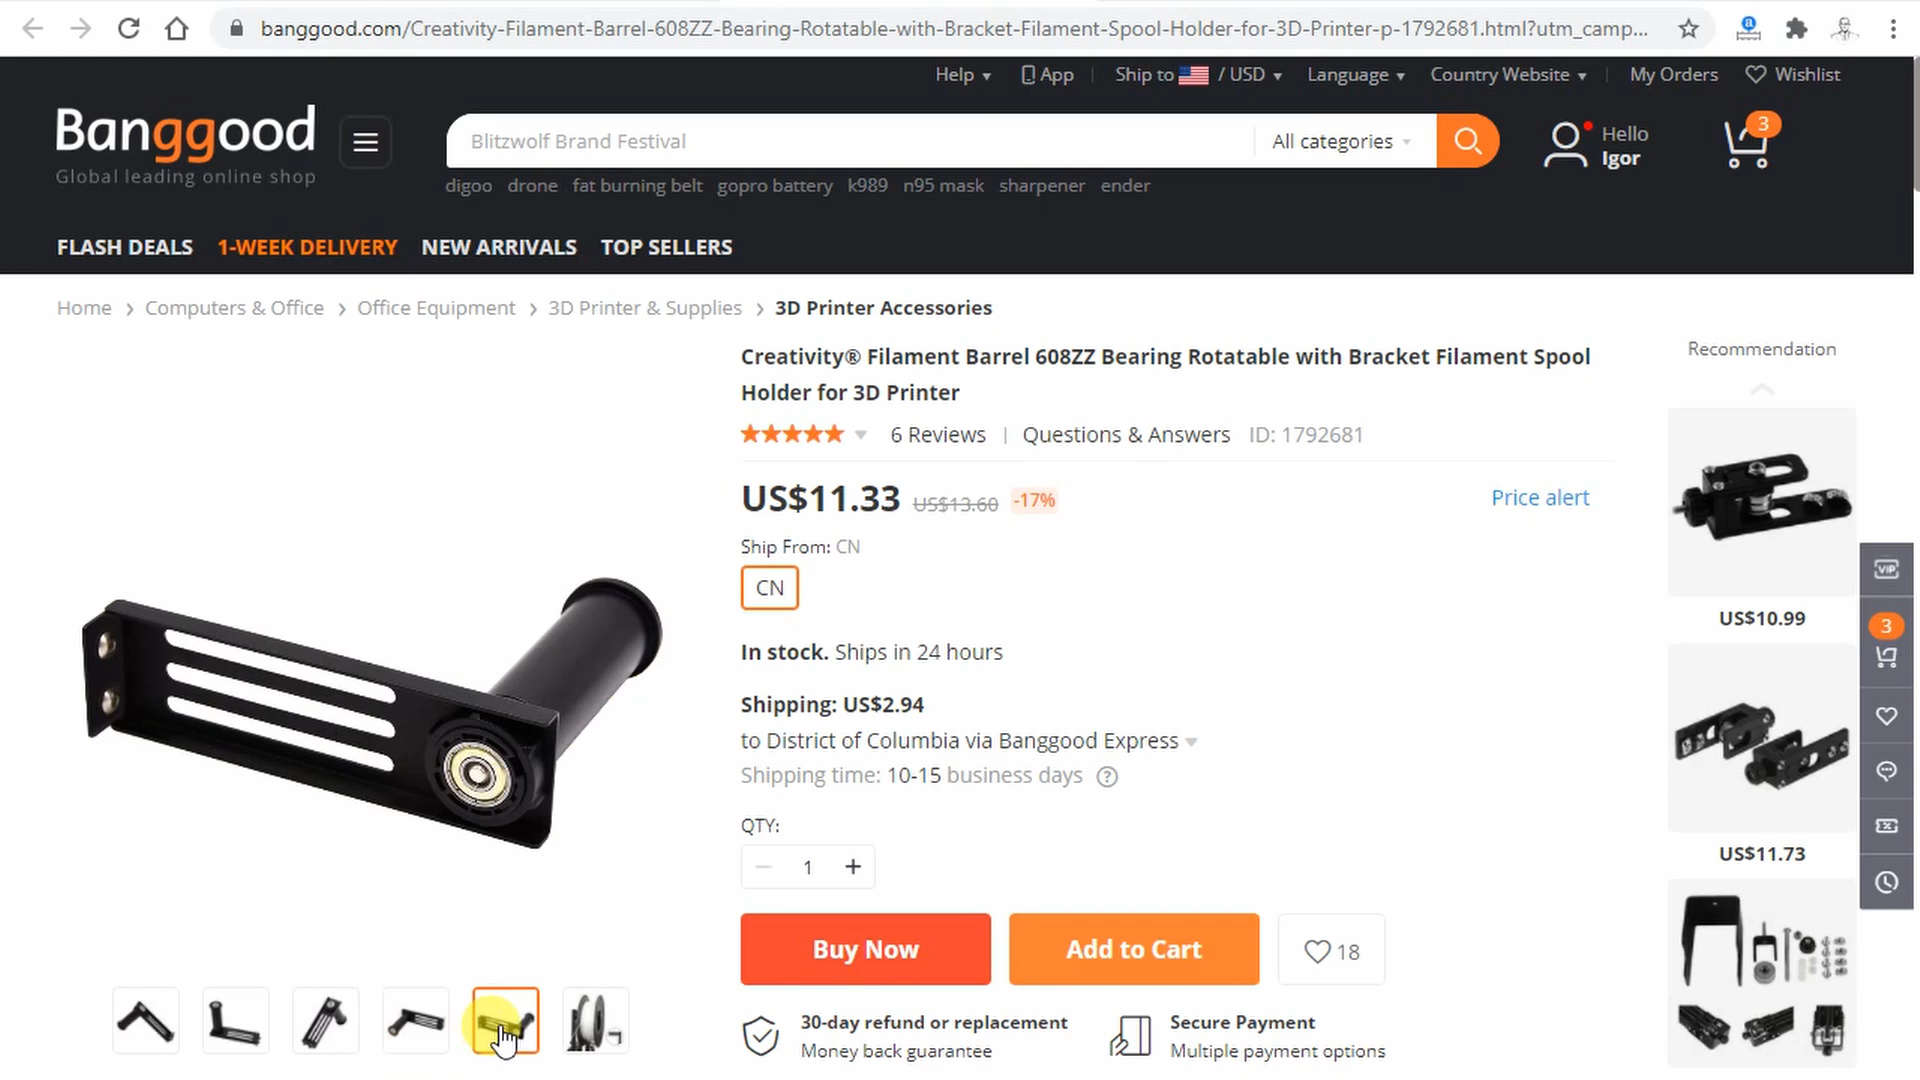 banggood.com/Creativity-Filament-Barrel-608ZZ-Bearing-Rotatable-with-Bracket-Filament-Spool-Holder-for-3D-Printer-p-1792681.html?utm_camp...
Help App Ship to / USD Language Country Website My Orders Wishlist
Banggood
Global leading online shop
Blitzwolf Brand Festival
All categories
Hello
Igor
3
digoo drone fat burning belt gopro battery k989 n95 mask sharpener ender
FLASH DEALS 1-WEEK DELIVERY NEW ARRIVALS TOP SELLERS
Home > Computers & Office > Office Equipment > 3D Printer & Supplies > 3D Printer Accessories
Creativity® Filament Barrel 608ZZ Bearing Rotatable with Bracket Filament Spool
Holder for 3D Printer
6 Reviews | Questions & Answers ID: 1792681
US$11.33 US$13.60 -17%
Price alert
Ship From: CN
CN
In stock. Ships in 24 hours
Shipping: US$2.94
to District of Columbia via Banggood Express
Shipping time: 10-15 business days ?
QTY:
1
Buy Now
Add to Cart
18
30-day refund or replacement
Money back guarantee
Secure Payment
Multiple payment options
Recommendation
US$10.99
US$11.73
VIP
3